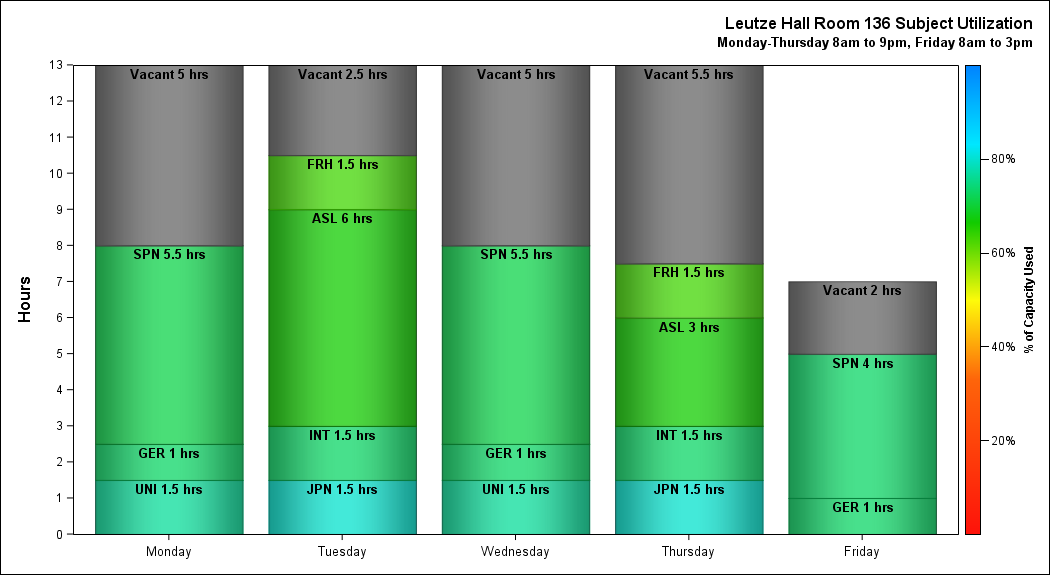 Leutze Hall Room 136 Subject Utilization
Monday-Thursday 8am to 9pm, Friday 8am to 3pm
Hours
13
12
11
10
9
8
7
6
5
4
3
2
1
0
Vacant 5 hrs
SPN 5.5 hrs
GER 1 hrs
UNI 1.5 hrs
Monday
Vacant 2.5 hrs
FRH 1.5 hrs
ASL 6 hrs
INT 1.5 hrs
JPN 1.5 hrs
Tuesday
Vacant 5 hrs
SPN 5.5 hrs
GER 1 hrs
UNI 1.5 hrs
Wednesday
Vacant 5.5 hrs
FRH 1.5 hrs
ASL 3 hrs
INT 1.5 hrs
JPN 1.5 hrs
Thursday
Vacant 2 hrs
SPN 4 hrs
GER 1 hrs
Friday
80%
60%
40%
20%
% of Capacity Used